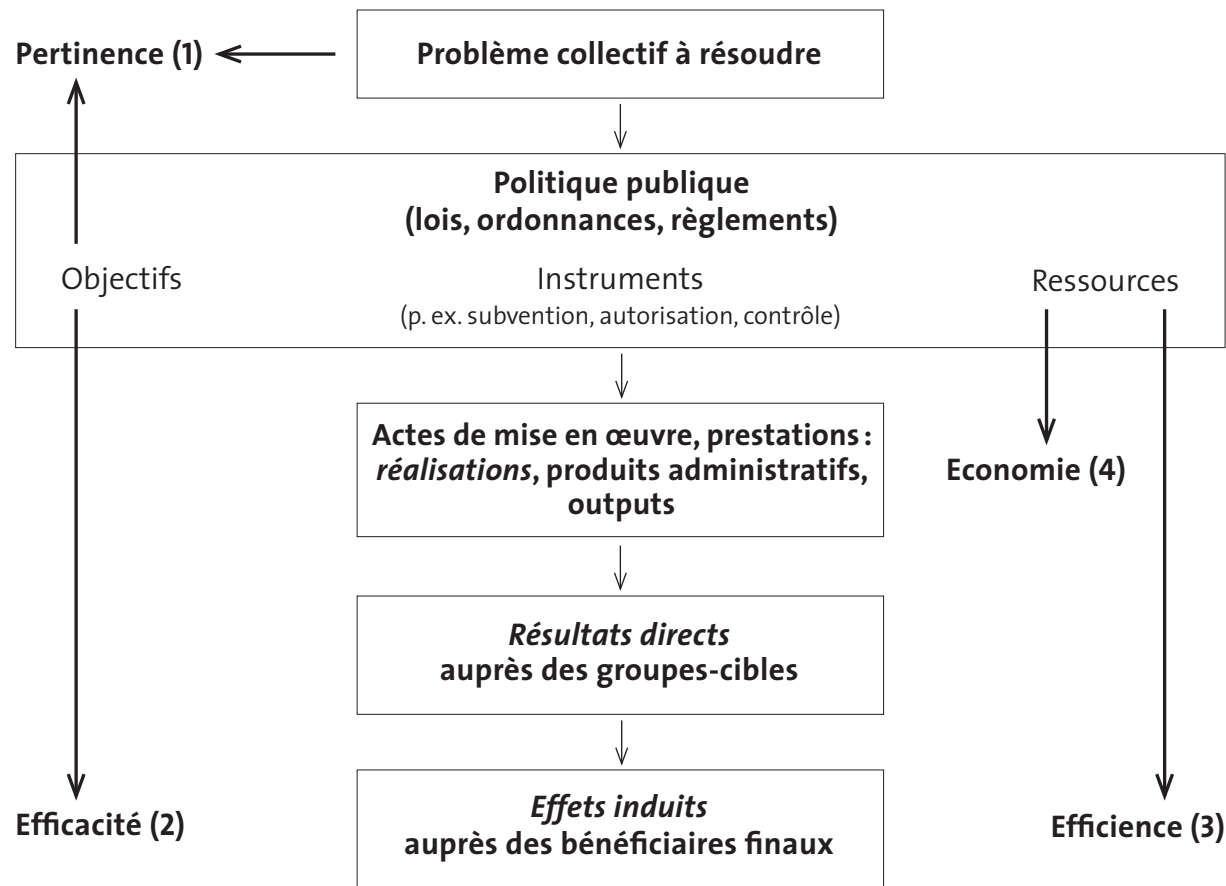 Pertinence (1)
Problème collectif à résoudre
Politique publique
(lois, ordonnances, règlements)
Objectifs
Instruments
Ressources
(p. ex. subvention, autorisation, contrôle)
Actes de mise en œuvre, prestations :
réalisations, produits administratifs,
outputs
Economie (4)
Résultats directs
auprès des groupes-cibles
Effets induits
auprès des bénéficiaires finaux
Efficacité (2)
Efficience (3)